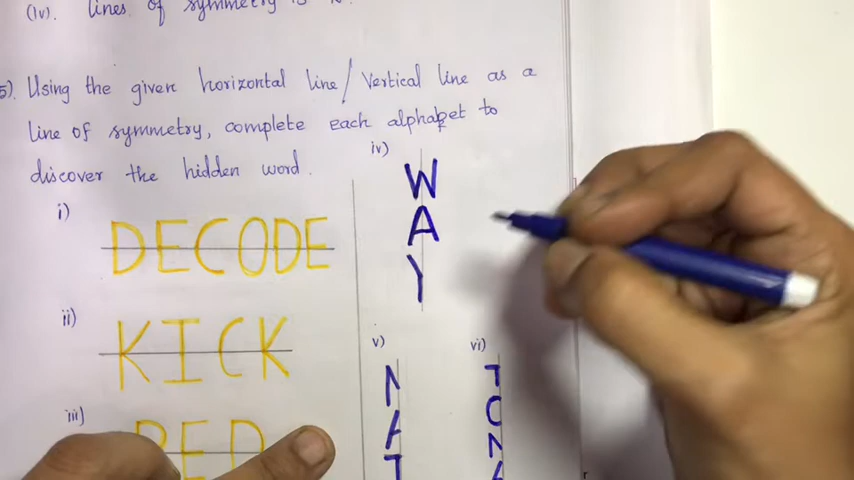 (iv). lines of symmetry is
5). Using the given horizontal line/vertical line as a
line of symmetry, complete each alphabet to
discover the hidden word.
i)
DECODE
ii)
KICK
iii)
iv)
W
A
Y
v)
vi)